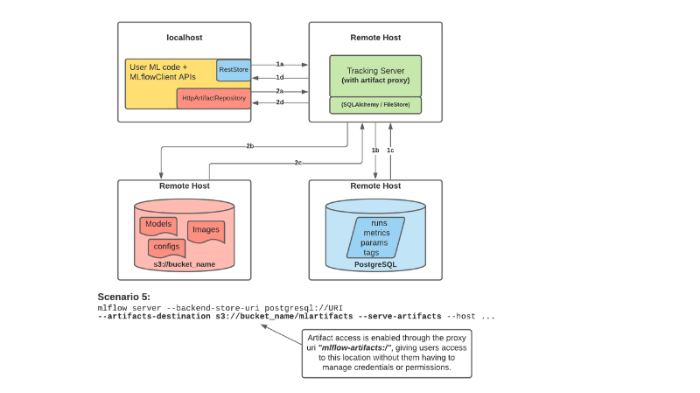 localhost
Remote Host
User ML code +
MLflowClient APIs
RestStore
HttpArtifactRepository
1a
1d
2a
2d
Tracking Server
(with artifact proxy)
(SQLAlchemy / FileStore)
2b
2c
1b
1c
Remote Host
Models
Images
configs
s3://bucket_name
Remote Host
runs
metrics
params
tags
PostgreSQL
Scenario 5:
mlflow server --backend-store-uri postgresql://URI
--artifacts-destination s3://bucket_name/mlartifacts --serve-artifacts --host ...
Artifact access is enabled through the proxy
uri "mlflow-artifacts:/", giving users access
to this location without them having to
manage credentials or permissions.